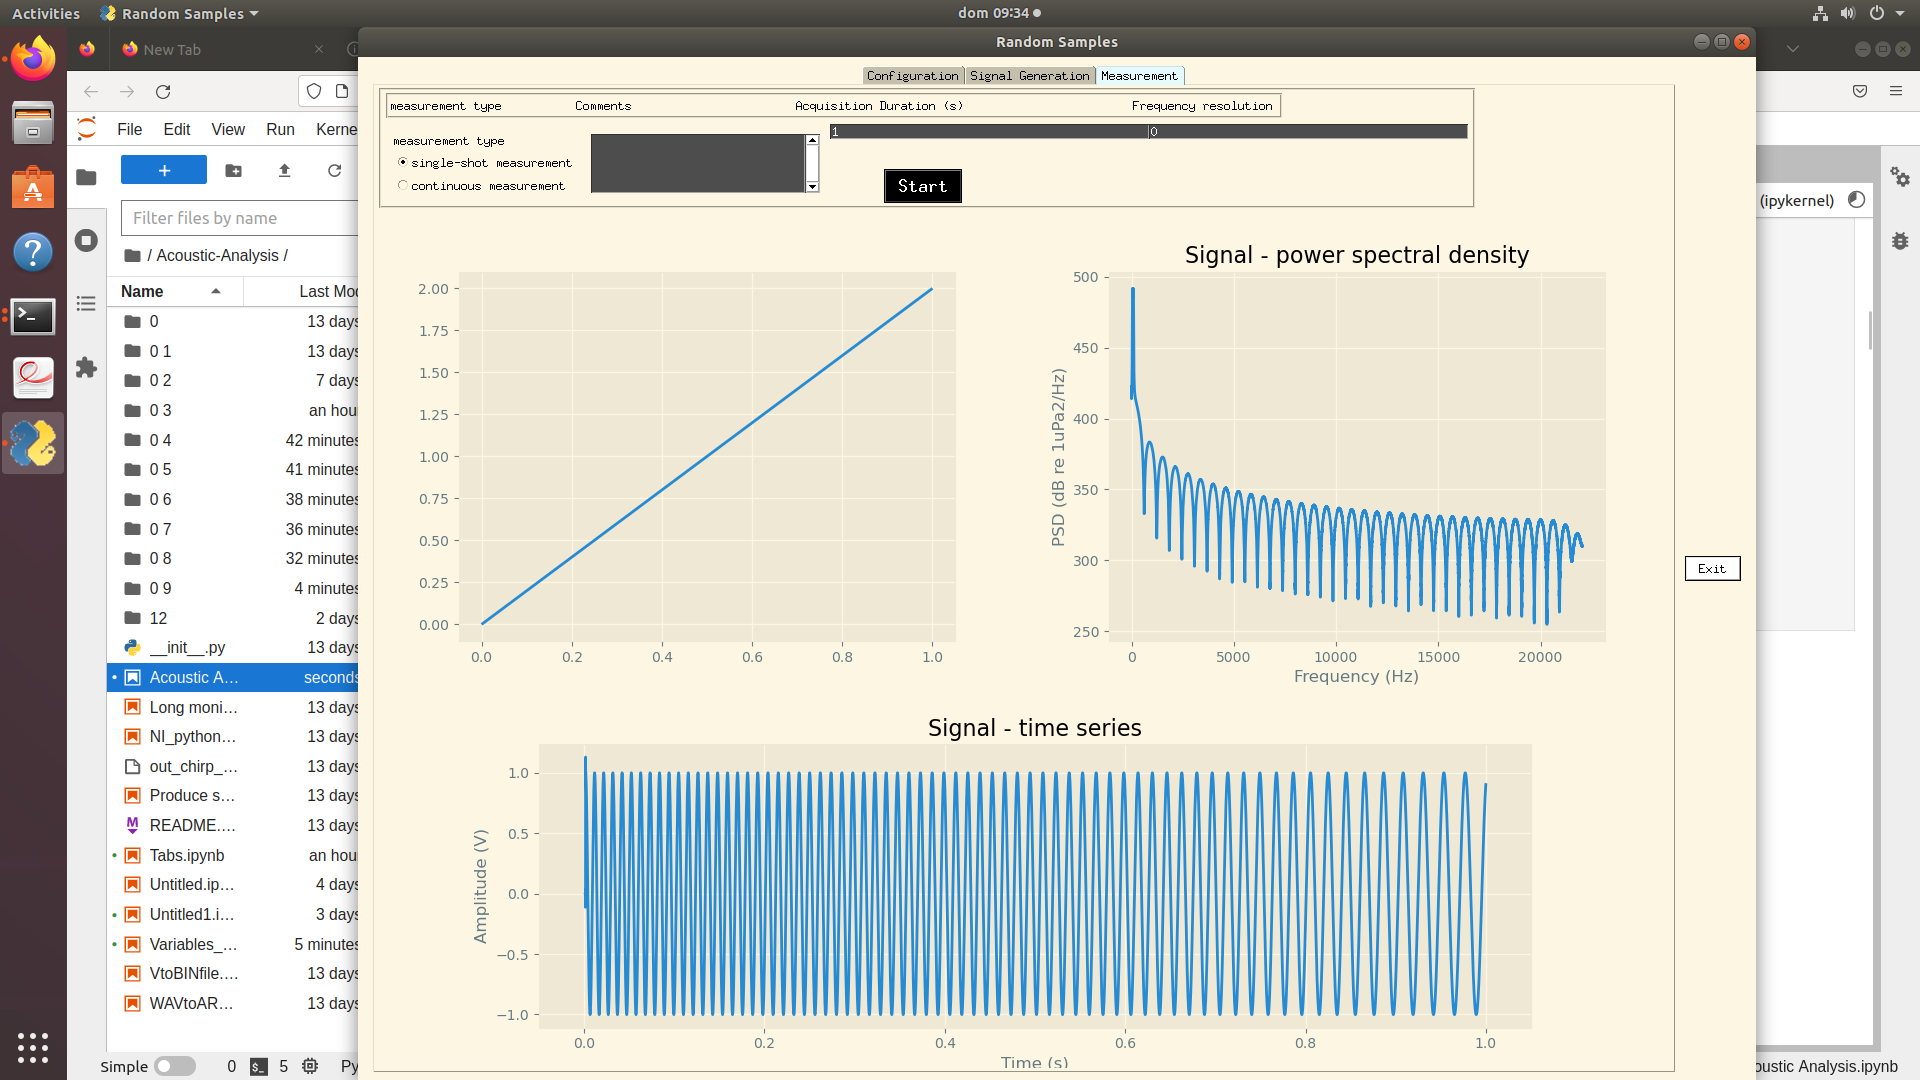 Activities
Random Samples
dom 09:34
Random Samples
New Tab
Configuration
Signal Generation
Measurement
measurement type
Comments
Acquisition Duration (s)
Frequency resolution
measurement type
single-shot measurement
continuous measurement
1
0
Start
File
Edit
View
Run
Kerne
(ipykernel)
Filter files by name
/ Acoustic-Analysis /
Name
Last Mod
0 13 days
0 1 13 days
0 2 7 days
0 3 an hour
0 4 42 minutes
0 5 41 minutes
0 6 38 minutes
0 7 36 minutes
0 8 32 minutes
0 9 4 minutes
12 2 days
__init__.py 13 days
Acoustic A… seconds
Long moni… 13 days
NI_python… 13 days
out_chirp_… 13 days
Produce s… 13 days
README.… 13 days
Tabs.ipynb an hour
Untitled.ip… 4 days
Untitled1.i… 3 days
Variables_… 5 minutes
VtoBINfile.… 13 days
WAVtoAR… 13 days
Simple
0
5
Py
2.00
1.75
1.50
1.25
1.00
0.75
0.50
0.25
0.00
0.0 0.2 0.4 0.6 0.8 1.0
Signal - power spectral density
PSD (dB re 1uPa2/Hz)
500
450
400
350
300
250
0 5000 10000 15000 20000
Frequency (Hz)
Exit
Signal - time series
Amplitude (V)
1.0
0.5
0.0
−0.5
−1.0
0.0 0.2 0.4 0.6 0.8 1.0
Time (s)
oustic Analysis.ipynb